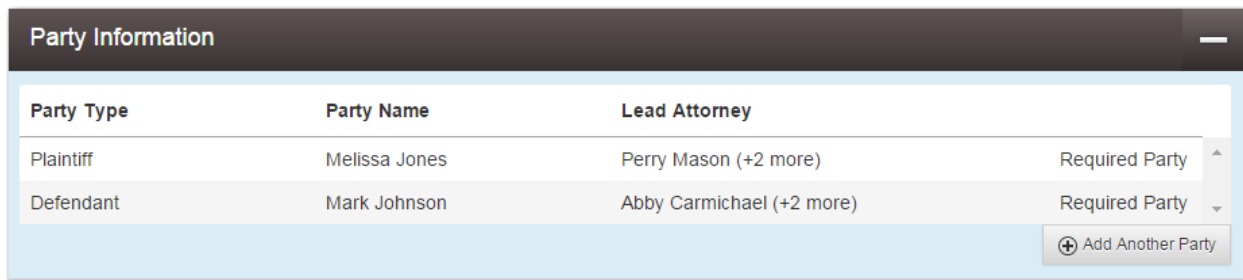 Party Information
Party Type Party Name Lead Attorney
Plaintiff Melissa Jones Perry Mason (+2 more) Required Party
Defendant Mark Johnson Abby Carmichael (+2 more) Required Party
Add Another Party